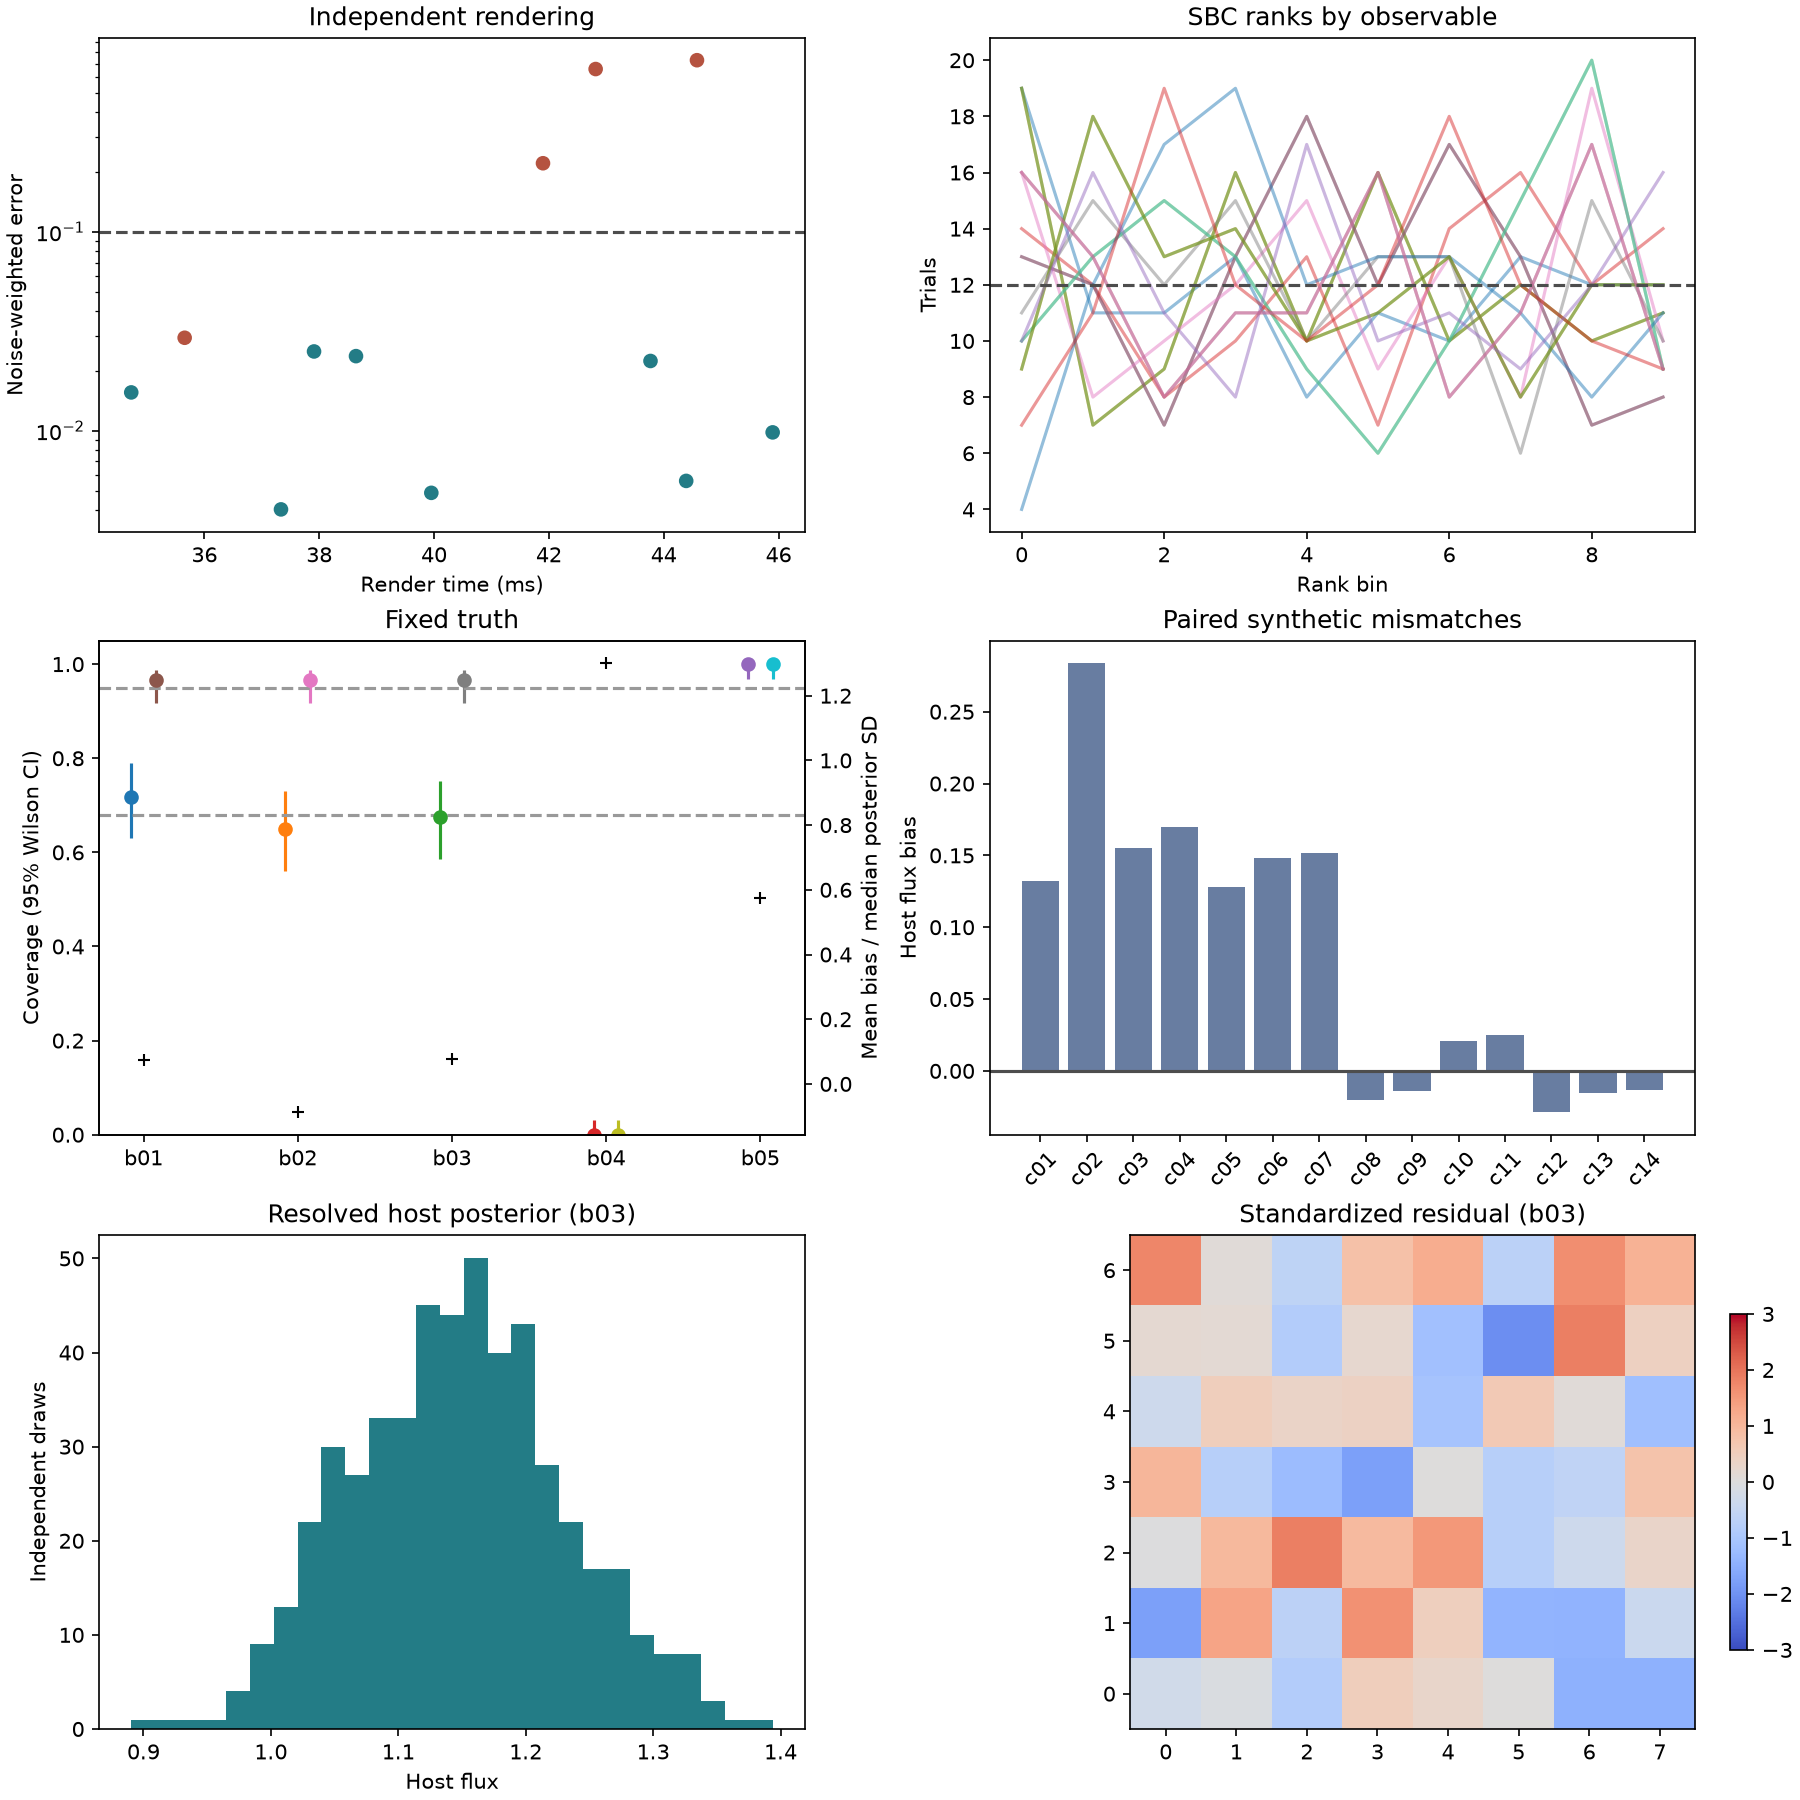 Independent rendering
Noise-weighted error
10⁻¹
10⁻²
36 38 40 42 44 46
Render time (ms)
SBC ranks by observable
Trials
20
18
16
14
12
10
8
6
4
0 2 4 6 8
Rank bin
Fixed truth
Coverage (95% Wilson CI)
1.0
0.8
0.6
0.4
0.2
0.0
b01 b02 b03 b04 b05
1.2
1.0
0.8
0.6
0.4
0.2
0.0
Mean bias / median posterior SD
Paired synthetic mismatches
Host flux bias
0.25
0.20
0.15
0.10
0.05
0.00
c01 c02 c03 c04 c05 c06 c07 c08 c09 c10 c11 c12 c13 c14
Resolved host posterior (b03)
Independent draws
50
40
30
20
10
0
0.9 1.0 1.1 1.2 1.3 1.4
Host flux
Standardized residual (b03)
6
5
4
3
2
1
0
0 1 2 3 4 5 6 7
3
2
1
0
−1
−2
−3